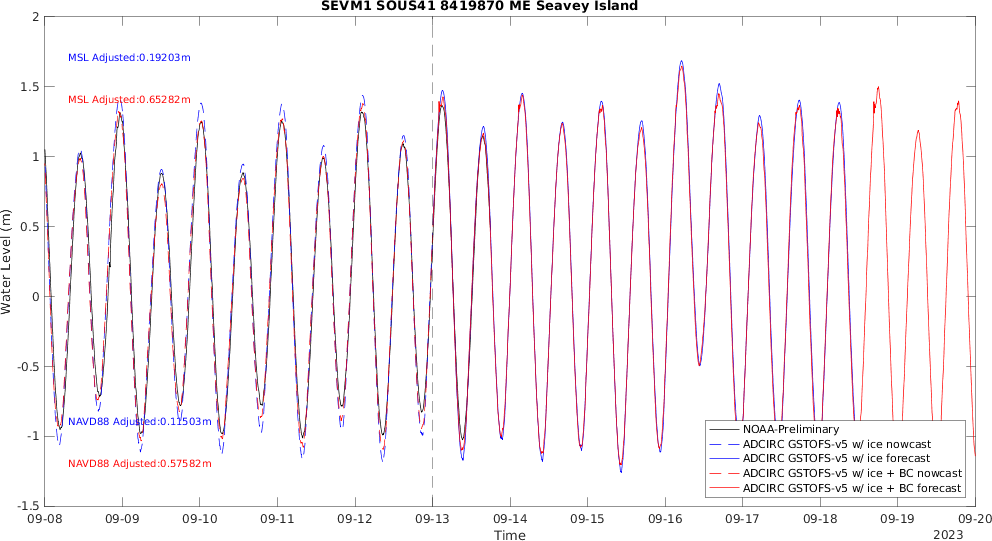 SEVM1 SOUS41 8419870 ME Seavey Island
2
1.5
1
0.5
0
-0.5
-1
-1.5
Water Level (m)
MSL Adjusted:0.19203m
MSL Adjusted:0.65282m
NAVD88 Adjusted:0.11503m
NAVD88 Adjusted:0.57582m
NOAA-Preliminary
ADCIRC GSTOFS-v5 w/ ice nowcast
ADCIRC GSTOFS-v5 w/ ice forecast
ADCIRC GSTOFS-v5 w/ ice + BC nowcast
ADCIRC GSTOFS-v5 w/ ice + BC forecast
09-08 09-09 09-10 09-11 09-12 09-13 09-14 09-15 09-16 09-17 09-18 09-19 09-20
Time
2023